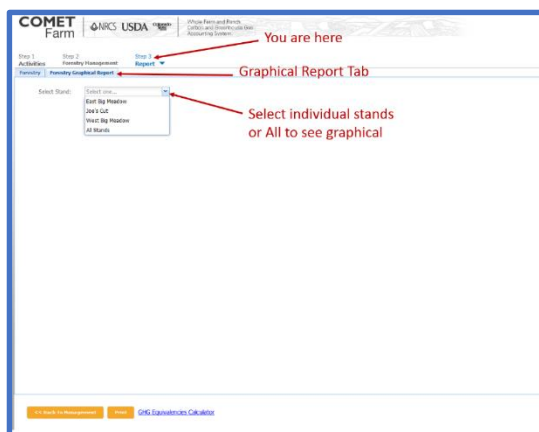 COMET
Farm
NRCS USDA
Whole Farm and Ranch
Carbon and Greenhouse Gas
Accounting System
You are here
Step 1
Activities
Step 2
Forestry Management
Step 3
Report
Forestry
Forestry Graphical Report
Graphical Report Tab
Select Stand:
Select one...
East Big Meadow
Joe's Cut
West Big Meadow
All Stands
Select individual stands
or All to see graphical
<< Back to Management
Print
GHG Equivalencies Calculator